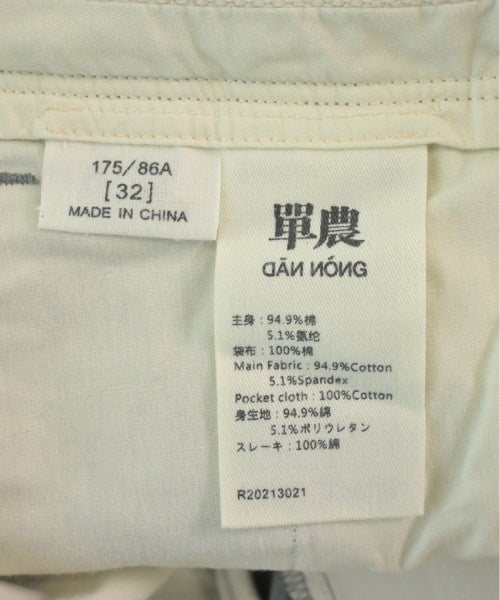 175/86A
[32]
MADE IN CHINA
單農
DĀN NÓNG
主身：94.9%棉
5.1%氨纶
袋布：100%棉
Main Fabric : 94.9%Cotton
5.1%Spandex
Pocket cloth : 100%Cotton
身生地：94.9%綿
5.1%ポリウレタン
スレーキ：100%綿
R20213021